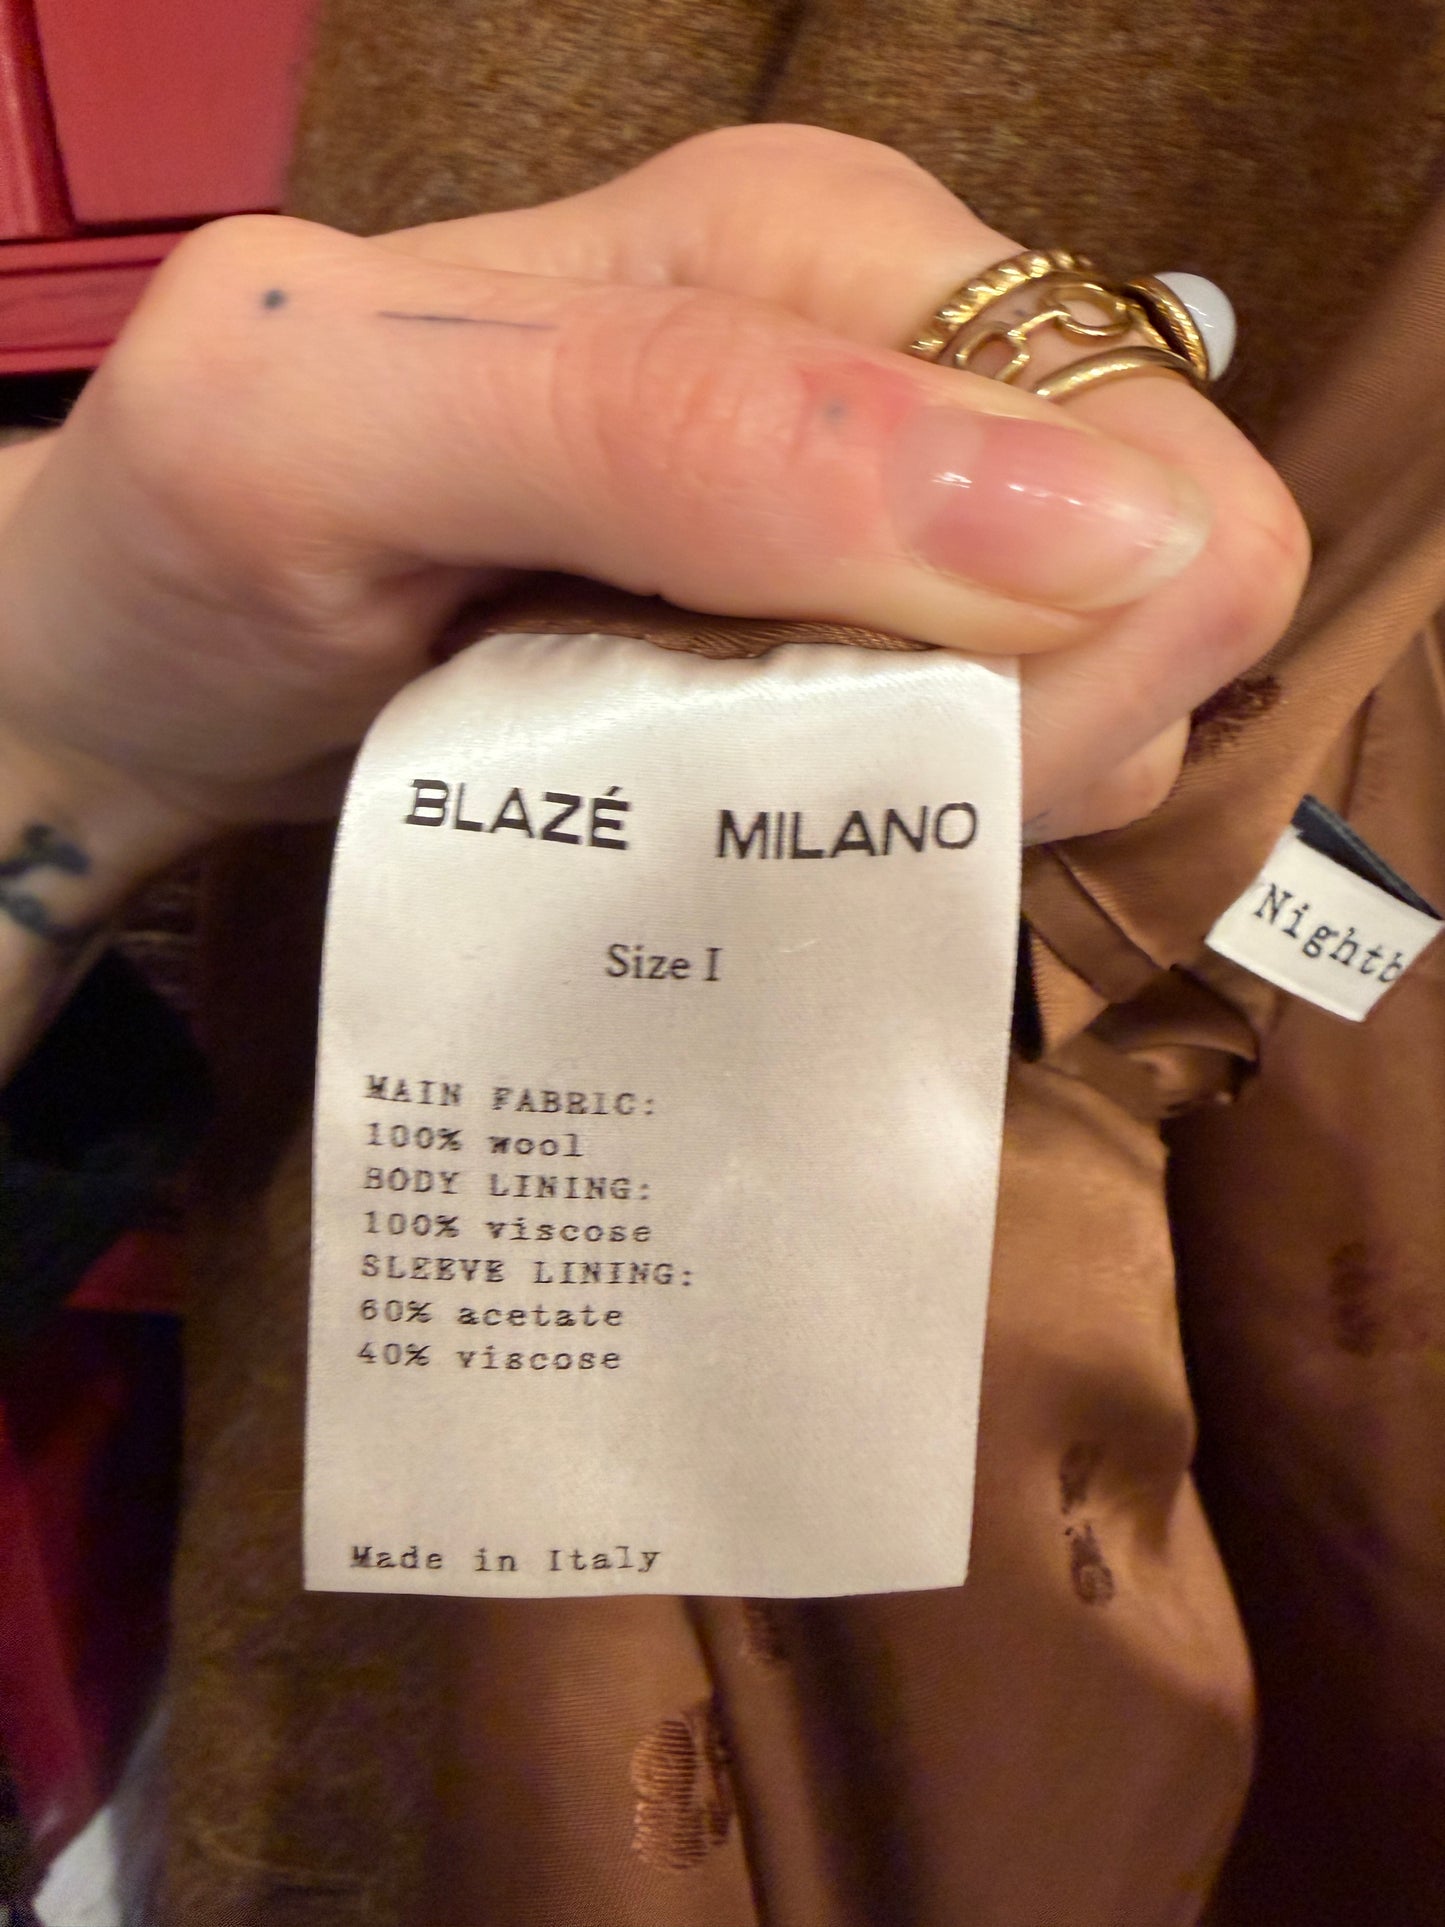 BLAZÉ MILANO
Size I
MAIN FABRIC:
100% wool
BODY LINING:
100% viscose
SLEEVE LINING:
60% acetate
40% viscose
Made in Italy